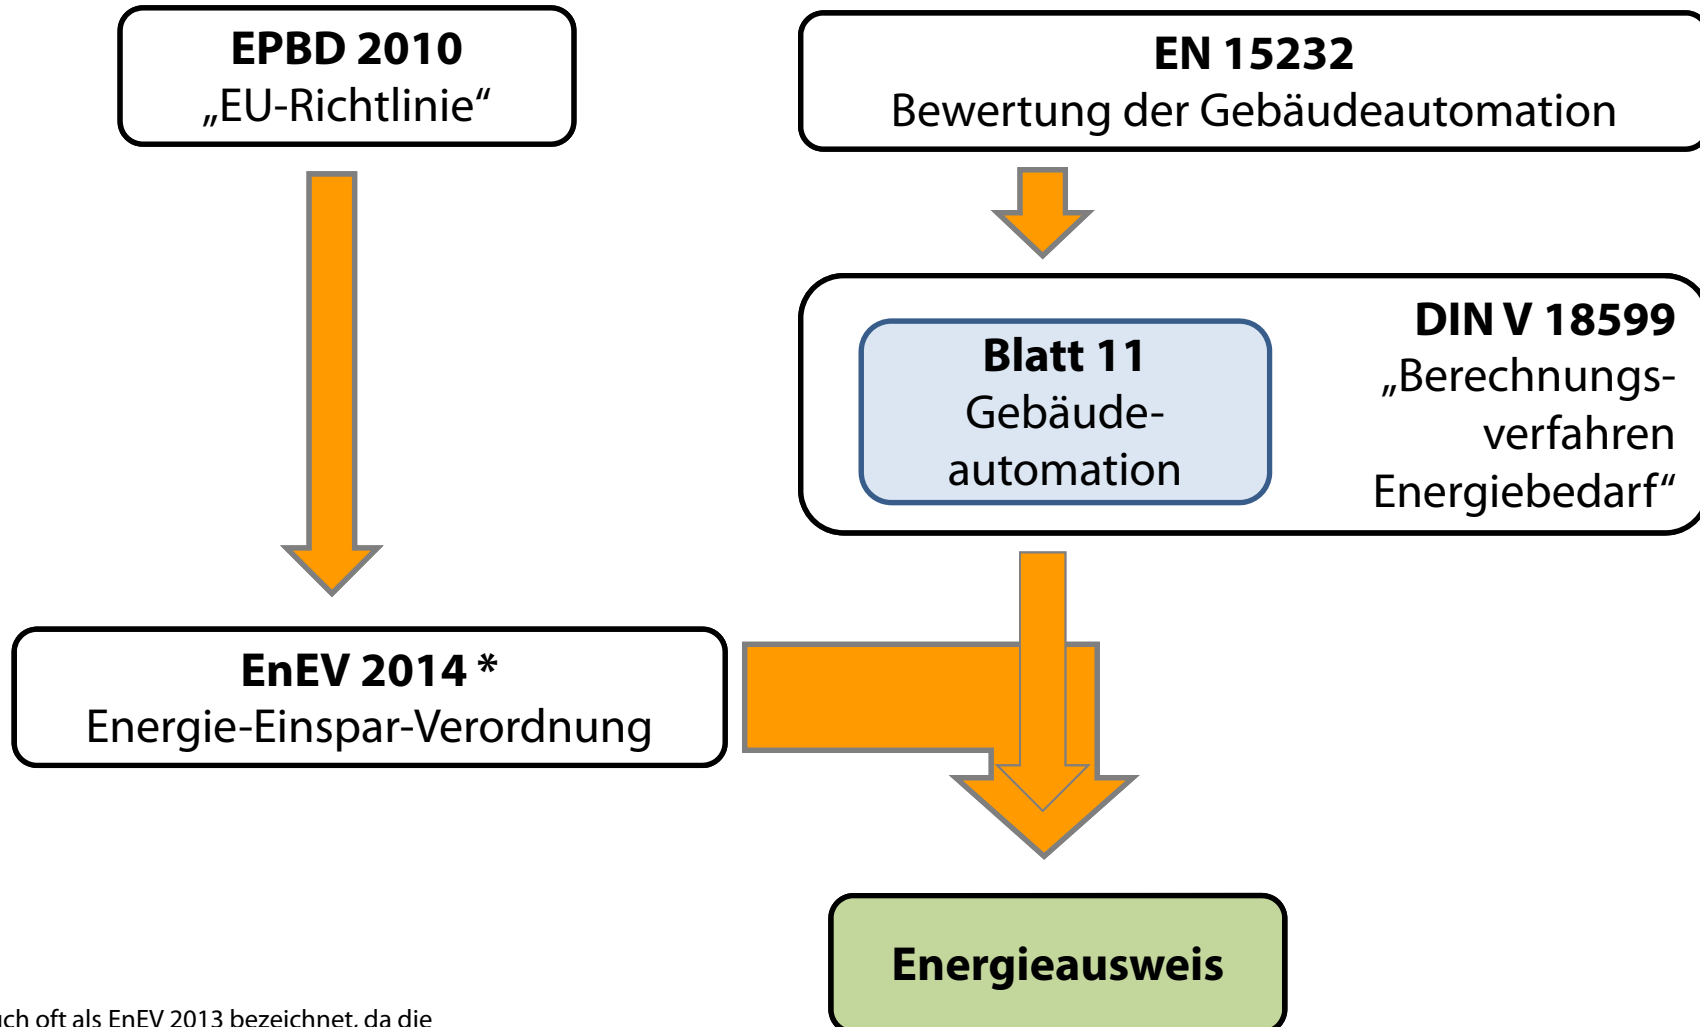 EPBD 2010
„EU-Richtlinie“
EN 15232
Bewertung der Gebäudeautomation
DIN V 18599
„Berechnungs-
verfahren
Energiebedarf“
Blatt 11
Gebäude-
automation
EnEV 2014 *
Energie-Einspar-Verordnung
Energieausweis
oft als EnEV 2013 bezeichnet, da die